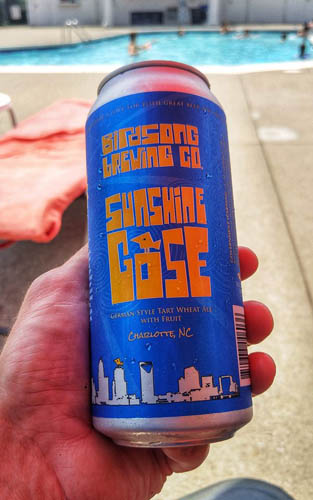 BIRDSONG
BREWING CO.
SUNSHINE
GOSE
GERMAN STYLE TART WHEAT ALE
WITH FRUIT
CHARLOTTE, NC